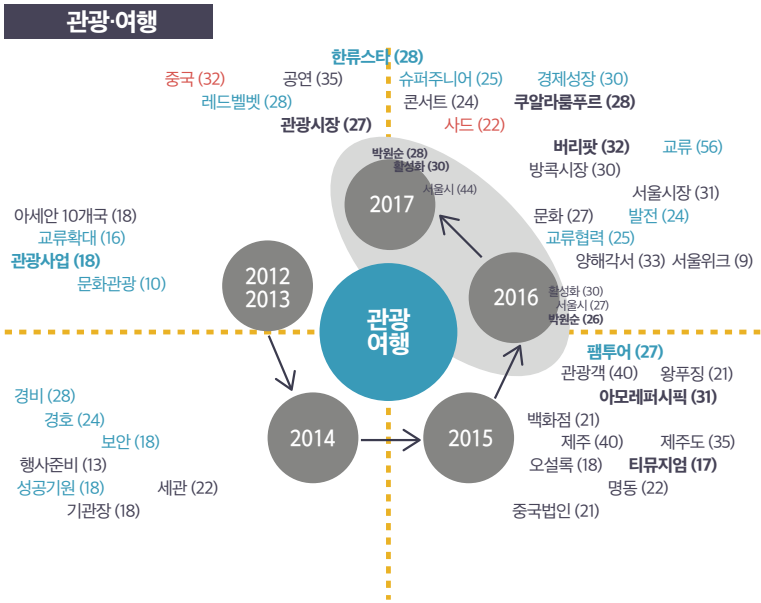 관광·여행
한류스타 (28)
중국 (32) 공연 (35) 슈퍼주니어 (25) 경제성장 (30)
레드벨벳 (28) 콘서트 (24) 쿠알라룸푸르 (28)
관광시장 (27) 사드 (22)
박원순 (28)
활성화 (30)
서울시 (44)
2017
버리팟 (32) 교류 (56)
방콕시장 (30)
서울시장 (31)
문화 (27) 발전 (24)
교류협력 (25)
양해각서 (33) 서울위크 (9)
아세안 10개국 (18)
교류확대 (16)
관광사업 (18)
문화관광 (10)
2012
2013
2016
활성화 (30)
서울시 (27)
박원순 (26)
관광
여행
팸투어 (27)
관광객 (40) 왕푸징 (21)
아모레퍼시픽 (31)
백화점 (21)
제주 (40) 제주도 (35)
오설록 (18) 티뮤지엄 (17)
명동 (22)
중국법인 (21)
2015
2014
경비 (28)
경호 (24)
보안 (18)
행사준비 (13)
성공기원 (18) 세관 (22)
기관장 (18)